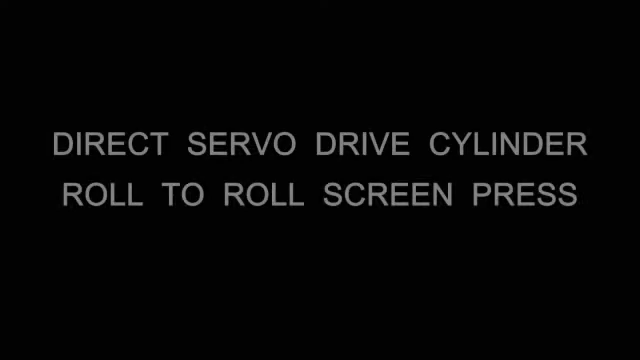 DIRECT SERVO DRIVE CYLINDER
ROLL TO ROLL SCREEN PRESS